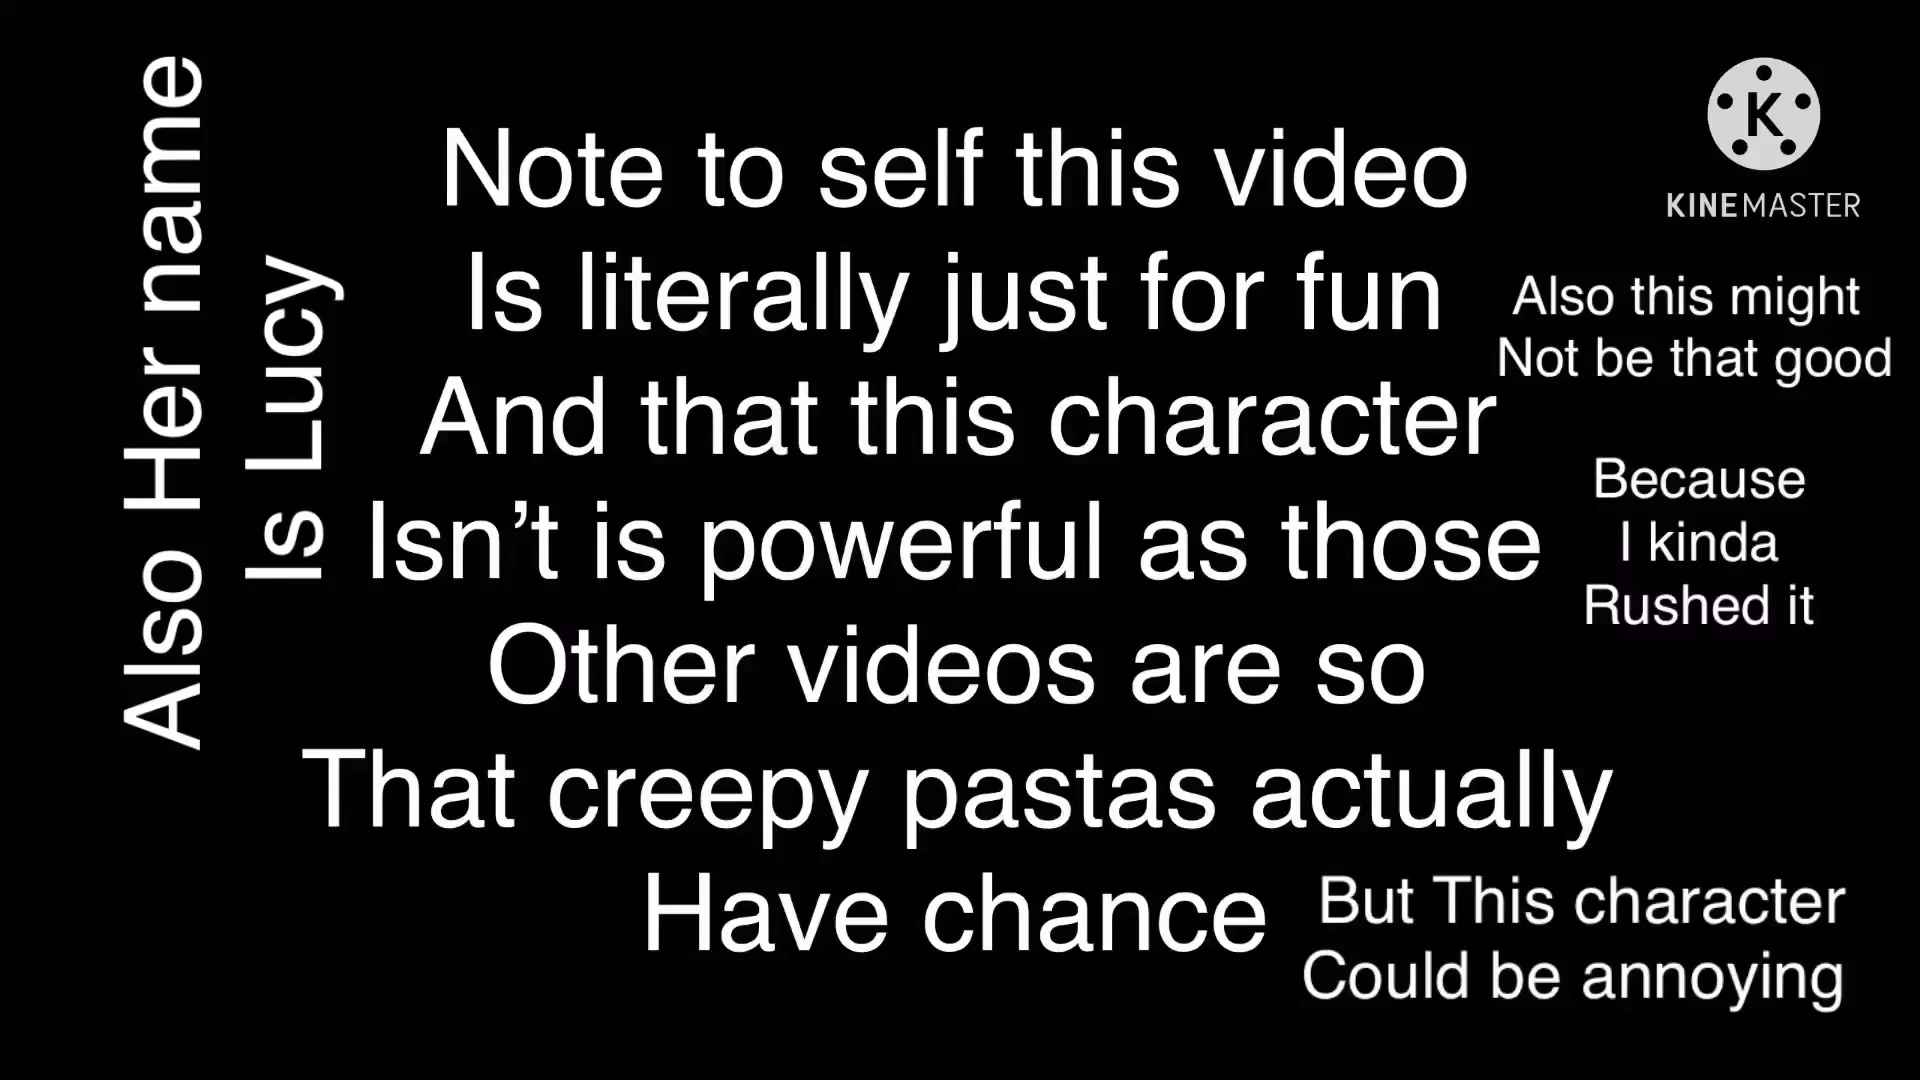 Also Her name
Is Lucy
Note to self this video
Is literally just for fun
And that this character
Isn’t is powerful as those
Other videos are so
That creepy pastas actually
Have chance
K
KINEMASTER
Also this might
Not be that good
Because
I kinda
Rushed it
But This character
Could be annoying